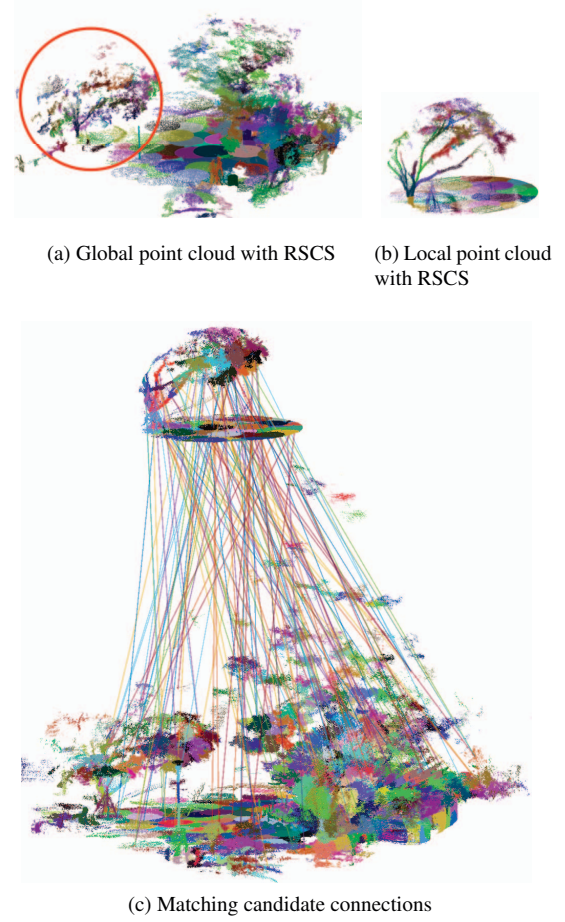 (a) Global point cloud with RSCS
(b) Local point cloud
with RSCS
(c) Matching candidate connections